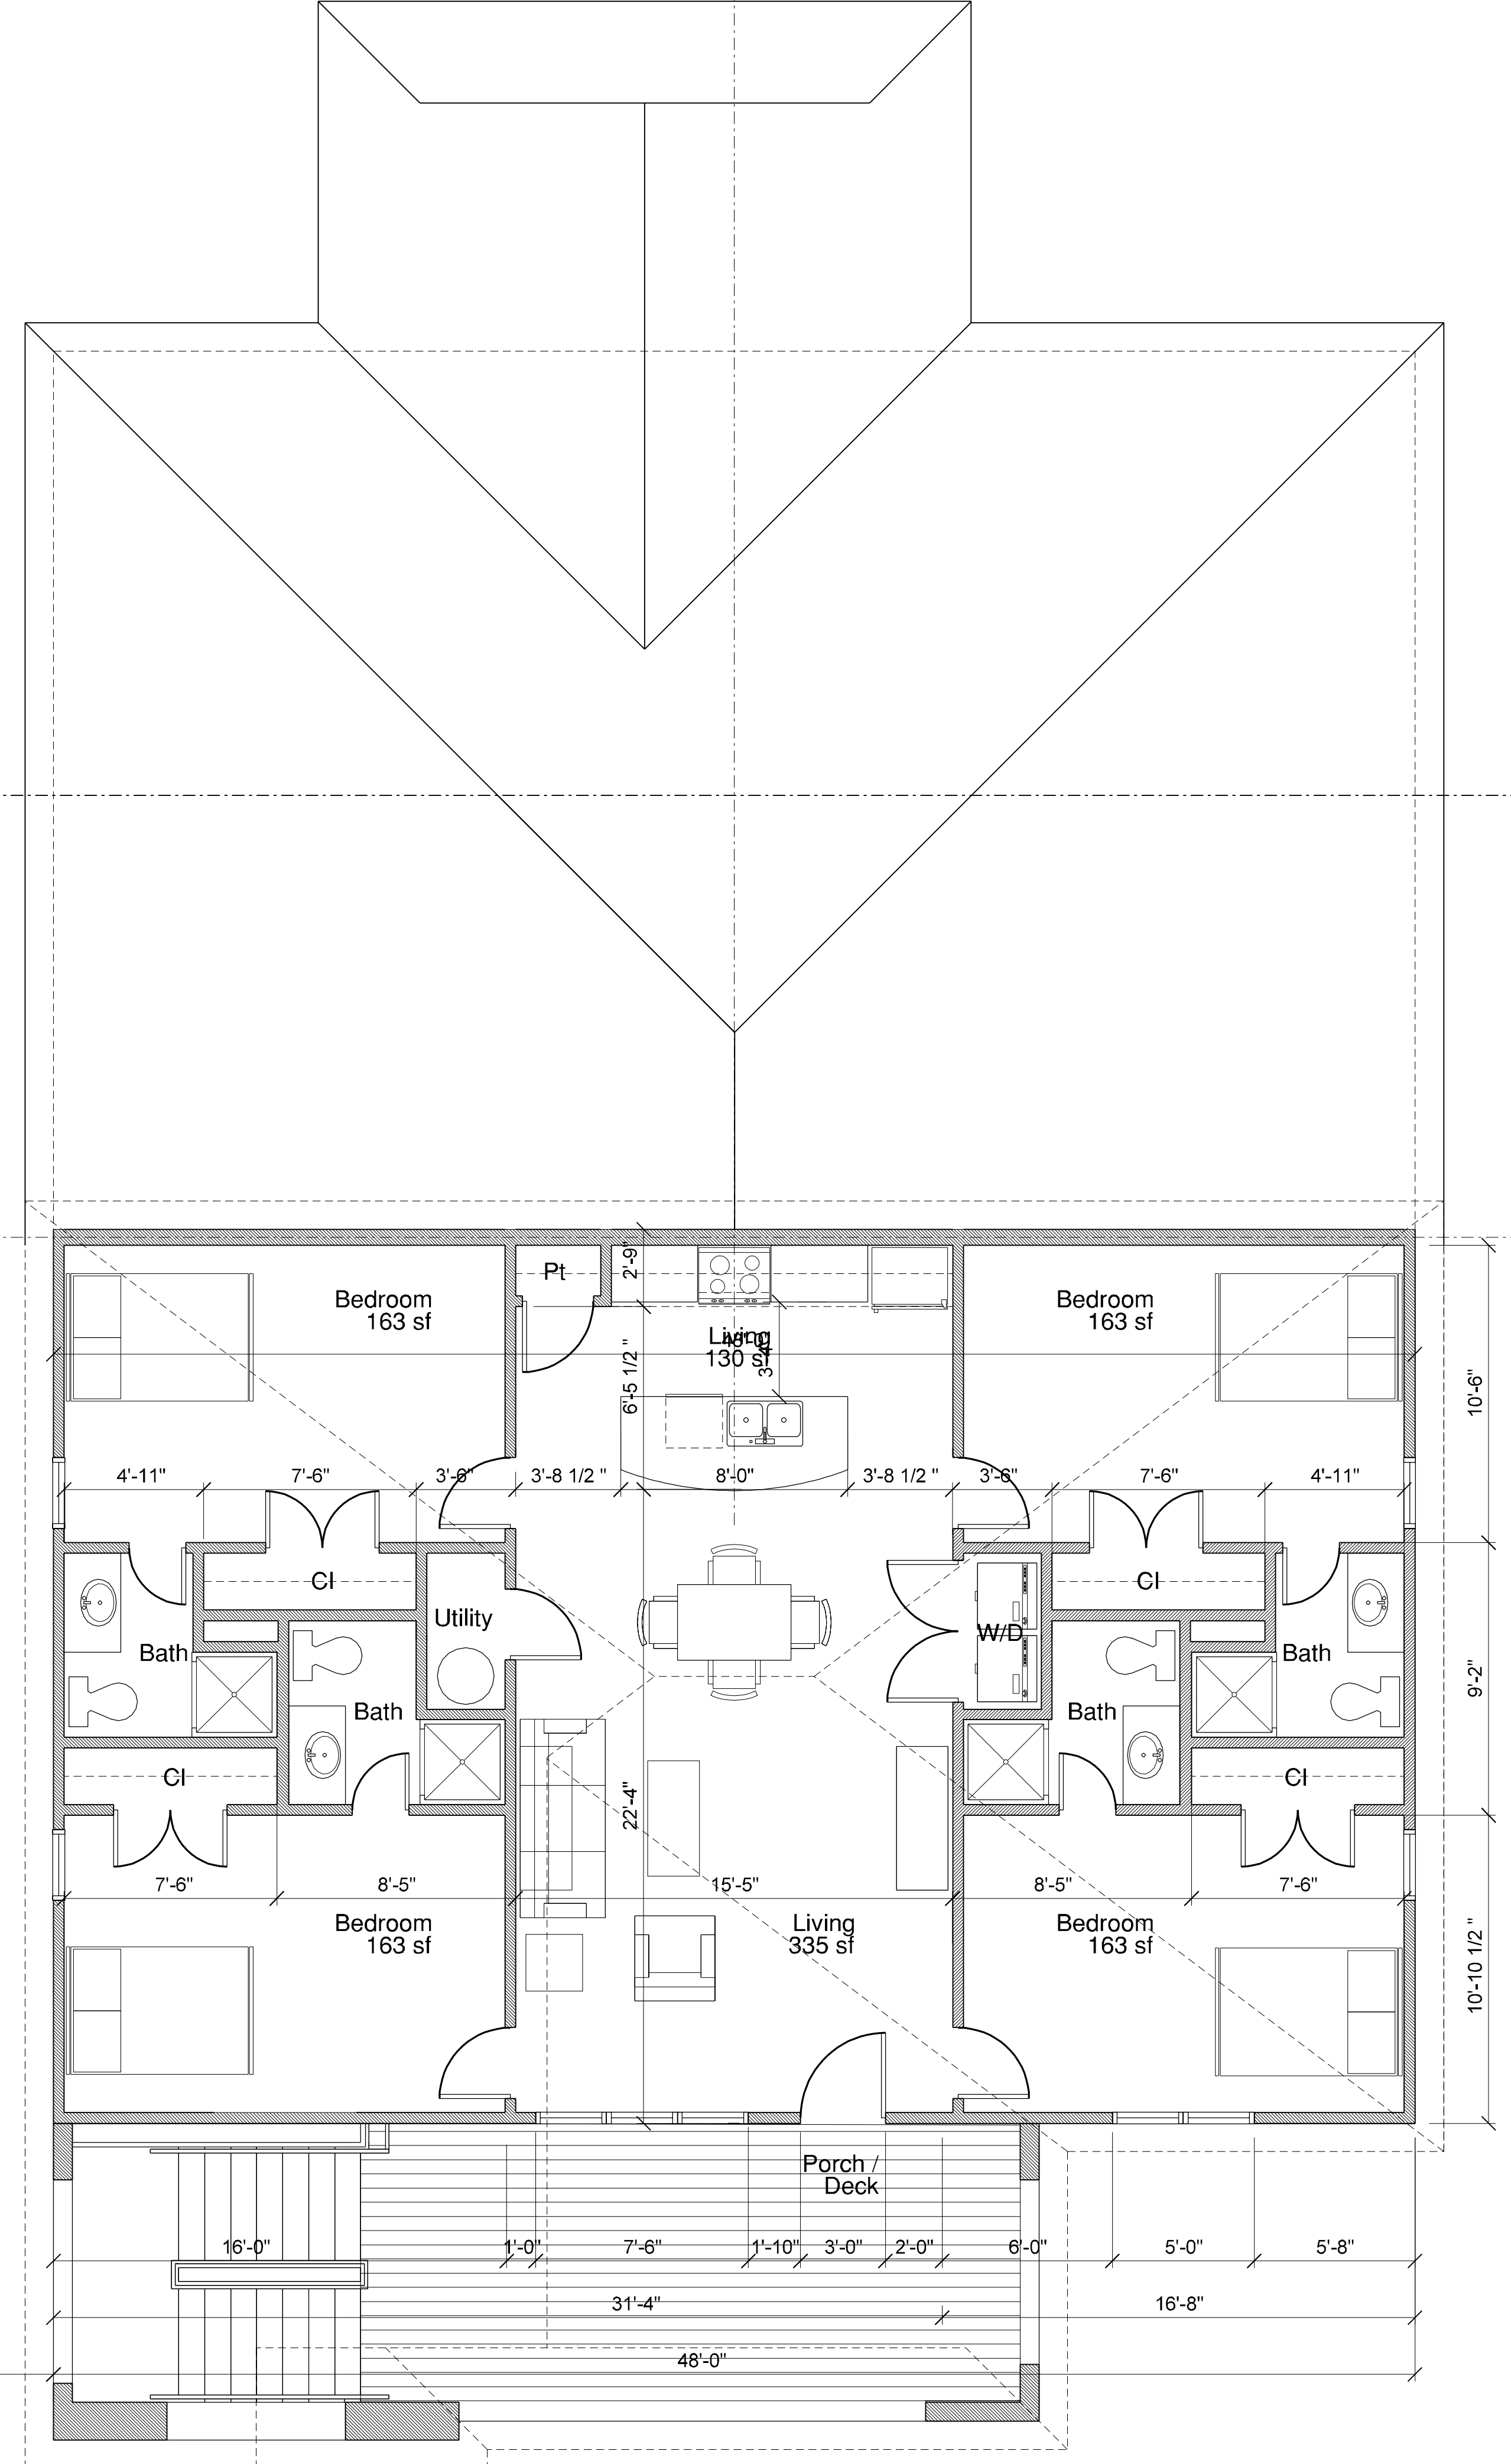 Pt
2'-9"
Bedroom
163 sf
Living
130 sf
48'-0"
3'-4"
Bedroom
163 sf
6'-5 1/2 "
10'-6"
4'-11"
7'-6"
3'-6"
3'-8 1/2 "
8'-0"
3'-8 1/2 "
3'-6"
7'-6"
4'-11"
Cl
Cl
Utility
W/D
Bath
Bath
9'-2"
Bath
Bath
Cl
Cl
22'-4"
7'-6"
8'-5"
15'-5"
8'-5"
7'-6"
Bedroom
163 sf
Living
335 sf
Bedroom
163 sf
10'-10 1/2 "
Porch /
Deck
16'-0"
1'-0"
7'-6"
1'-10"
3'-0"
2'-0"
6'-0"
5'-0"
5'-8"
31'-4"
16'-8"
48'-0"